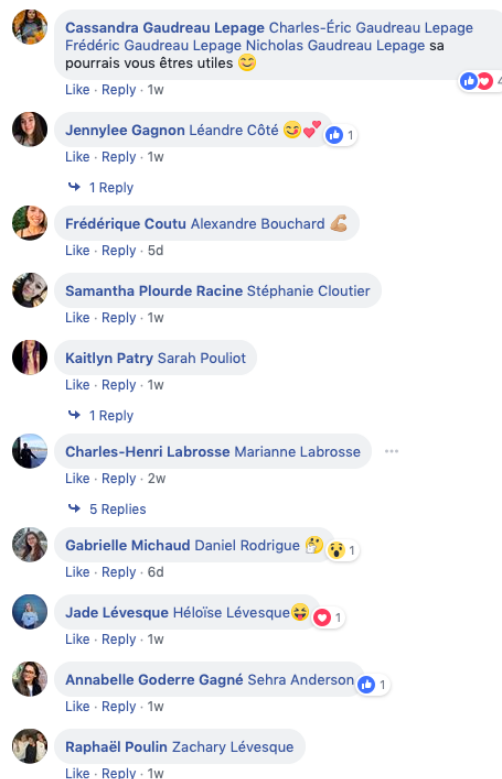 Cassandra Gaudreau Lepage Charles-Éric Gaudreau Lepage
Frédéric Gaudreau Lepage Nicholas Gaudreau Lepage sa
pourrais vous êtres utiles 😊
4
Like · Reply · 1w
Jennylee Gagnon Léandre Côté 😋💕 1
Like · Reply · 1w
1 Reply
Frédérique Coutu Alexandre Bouchard 💪🏼
Like · Reply · 5d
Samantha Plourde Racine Stéphanie Cloutier
Like · Reply · 1w
Kaitlyn Patry Sarah Pouliot
Like · Reply · 1w
1 Reply
Charles-Henri Labrosse Marianne Labrosse ...
Like · Reply · 2w
5 Replies
Gabrielle Michaud Daniel Rodrigue 🤔 1
Like · Reply · 6d
Jade Lévesque Héloïse Lévesque😝 1
Like · Reply · 1w
Annabelle Goderre Gagné Sehra Anderson 1
Like · Reply · 1w
Raphaël Poulin Zachary Lévesque
Like · Reply · 1w